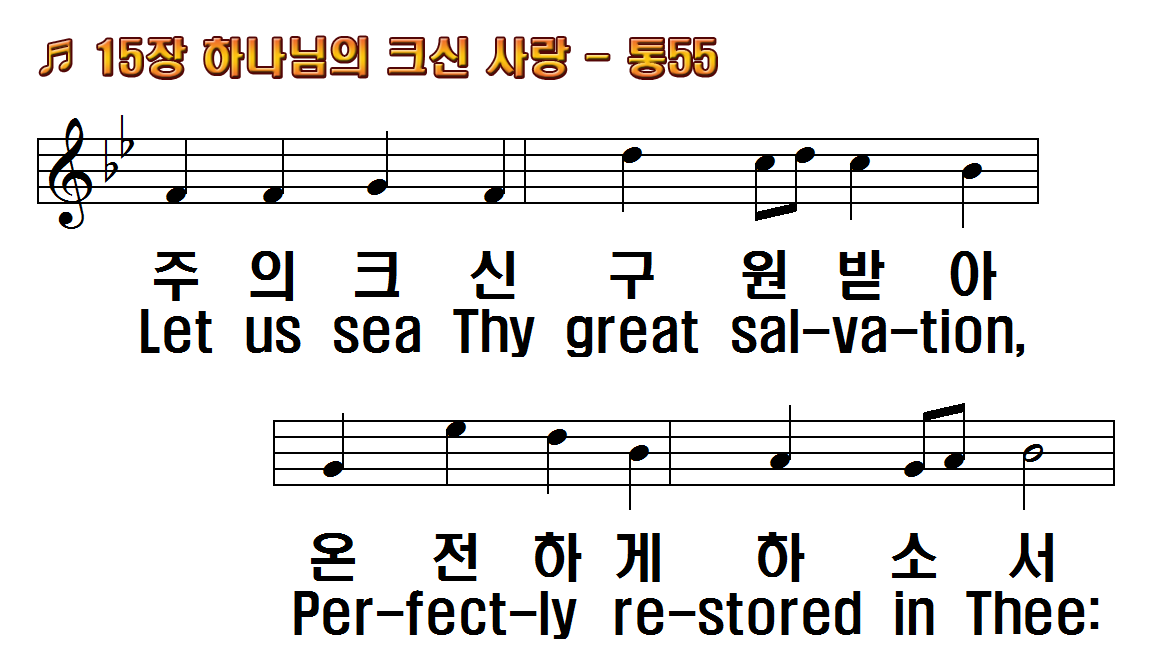 ♬ 15장 하나님의 크신 사랑 - 통55
주 의 크 신 구 원 받 아
Let us sea Thy great sal-va-tion,
온 전 하 게 하 소 서
Per-fect-ly re-stored in Thee: